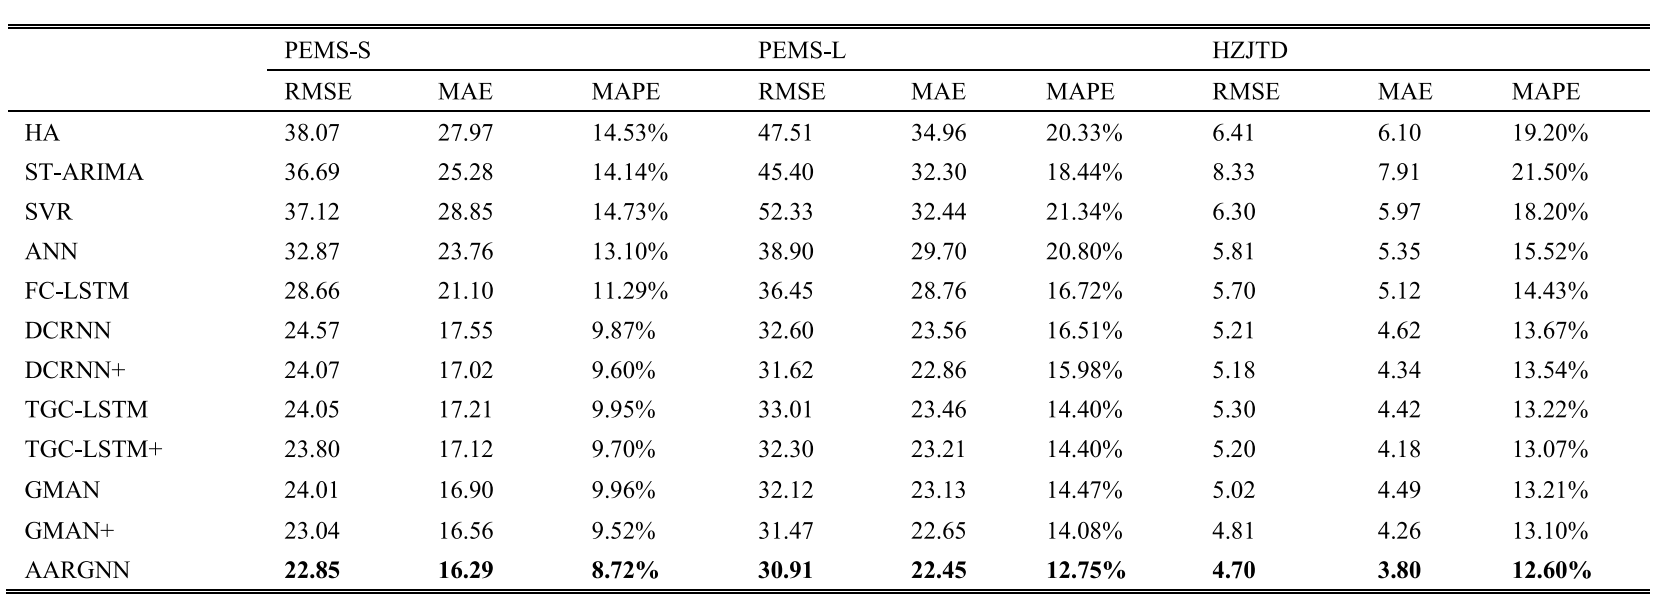 PEMS-S PEMS-L HZJTD
RMSE MAE MAPE RMSE MAE MAPE RMSE MAE MAPE
HA 38.07 27.97 14.53% 47.51 34.96 20.33% 6.41 6.10 19.20%
ST-ARIMA 36.69 25.28 14.14% 45.40 32.30 18.44% 8.33 7.91 21.50%
SVR 37.12 28.85 14.73% 52.33 32.44 21.34% 6.30 5.97 18.20%
ANN 32.87 23.76 13.10% 38.90 29.70 20.80% 5.81 5.35 15.52%
FC-LSTM 28.66 21.10 11.29% 36.45 28.76 16.72% 5.70 5.12 14.43%
DCRNN 24.57 17.55 9.87% 32.60 23.56 16.51% 5.21 4.62 13.67%
DCRNN+ 24.07 17.02 9.60% 31.62 22.86 15.98% 5.18 4.34 13.54%
TGC-LSTM 24.05 17.21 9.95% 33.01 23.46 14.40% 5.30 4.42 13.22%
TGC-LSTM+ 23.80 17.12 9.70% 32.30 23.21 14.40% 5.20 4.18 13.07%
GMAN 24.01 16.90 9.96% 32.12 23.13 14.47% 5.02 4.49 13.21%
GMAN+ 23.04 16.56 9.52% 31.47 22.65 14.08% 4.81 4.26 13.10%
AARGNN 22.85 16.29 8.72% 30.91 22.45 12.75% 4.70 3.80 12.60%